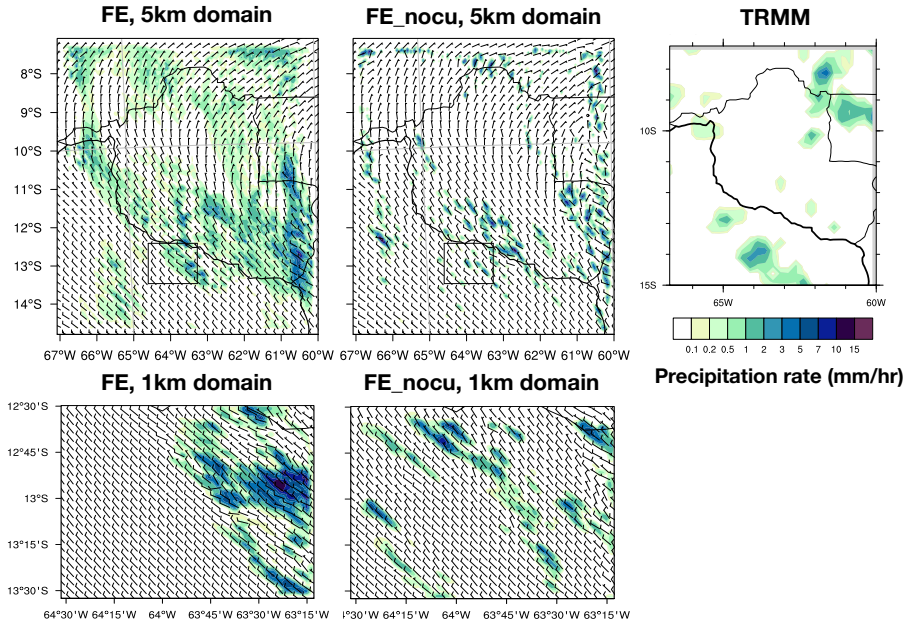 FE, 5km domain
FE_nocu, 5km domain
TRMM
8°S
9°S
10°S
11°S
12°S
13°S
14°S
67°W 66°W 65°W 64°W 63°W 62°W 61°W 60°W
67°W 66°W 65°W 64°W 63°W 62°W 61°W 60°W
10S
15S
65W
60W
0.1 0.2 0.5 1 2 3 5 7 10 15
Precipitation rate (mm/hr)
FE, 1km domain
FE_nocu, 1km domain
12°30'S
12°45'S
13°S
13°15'S
13°30'S
64°30'W 64°15'W 64°W 63°45'W 63°30'W 63°15'W
64°30'W 64°15'W 64°W 63°45'W 63°30'W 63°15'W